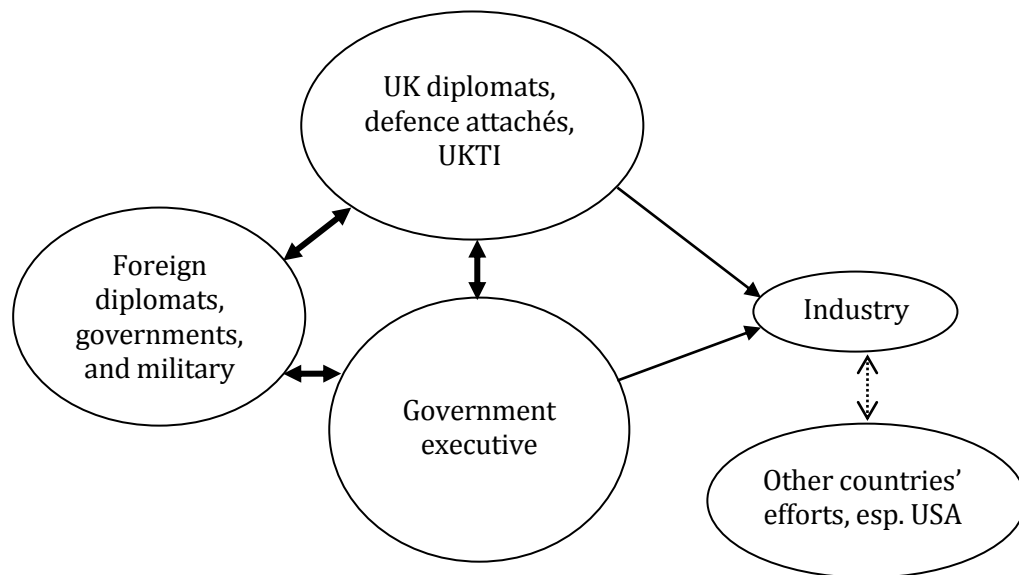 UK diplomats,
defence attachés,
UKTI
Foreign
diplomats,
governments,
and military
Industry
Government
executive
Other countries’
efforts, esp. USA